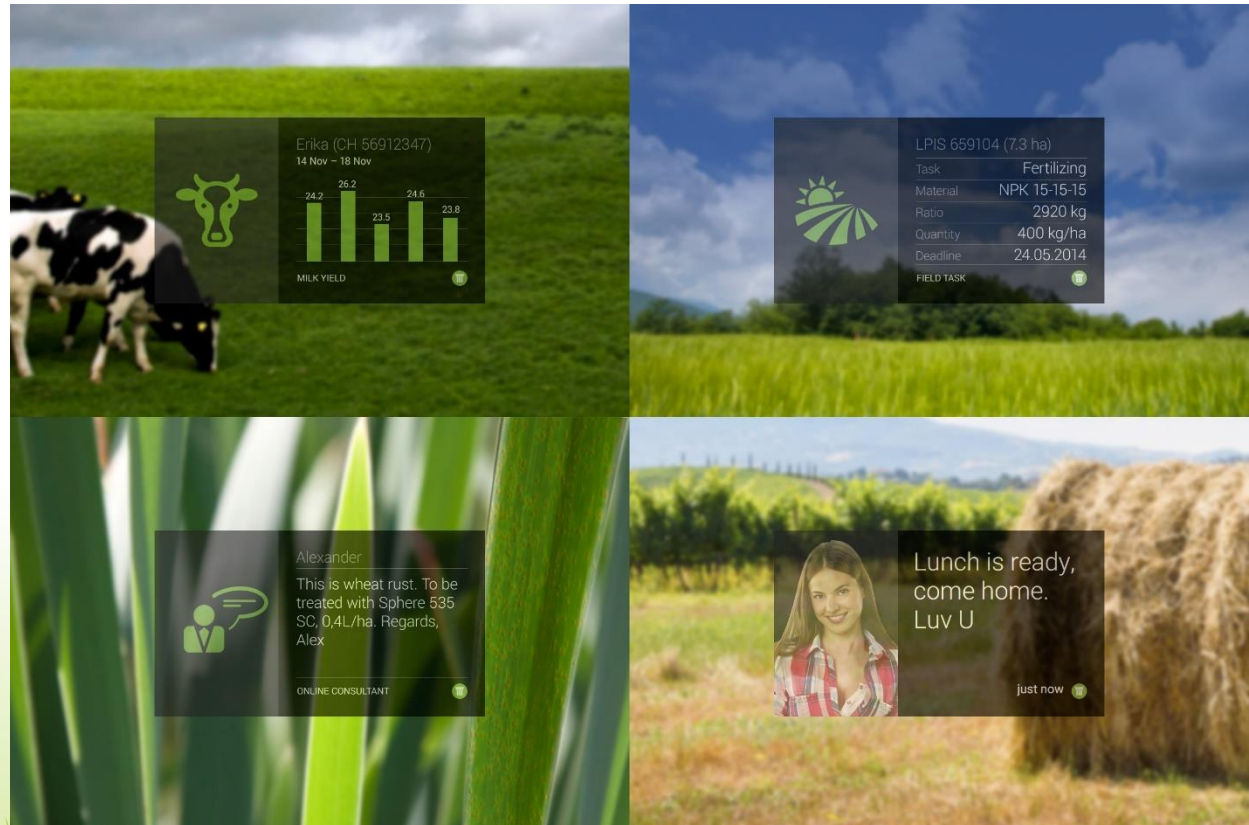 Erika (CH 56912347)
14 Nov – 18 Nov
24.2 26.2 23.5 24.6 23.8
MILK YIELD
LPIS 659104 (7.3 ha)
Task Fertilizing
Material NPK 15-15-15
Ratio 2920 kg
Quantity 400 kg/ha
Deadline 24.05.2014
FIELD TASK
Alexander
This is wheat rust. To be
treated with Sphere 535
SC, 0,4L/ha. Regards,
Alex
ONLINE CONSULTANT
Lunch is ready,
come home.
Luv U
just now